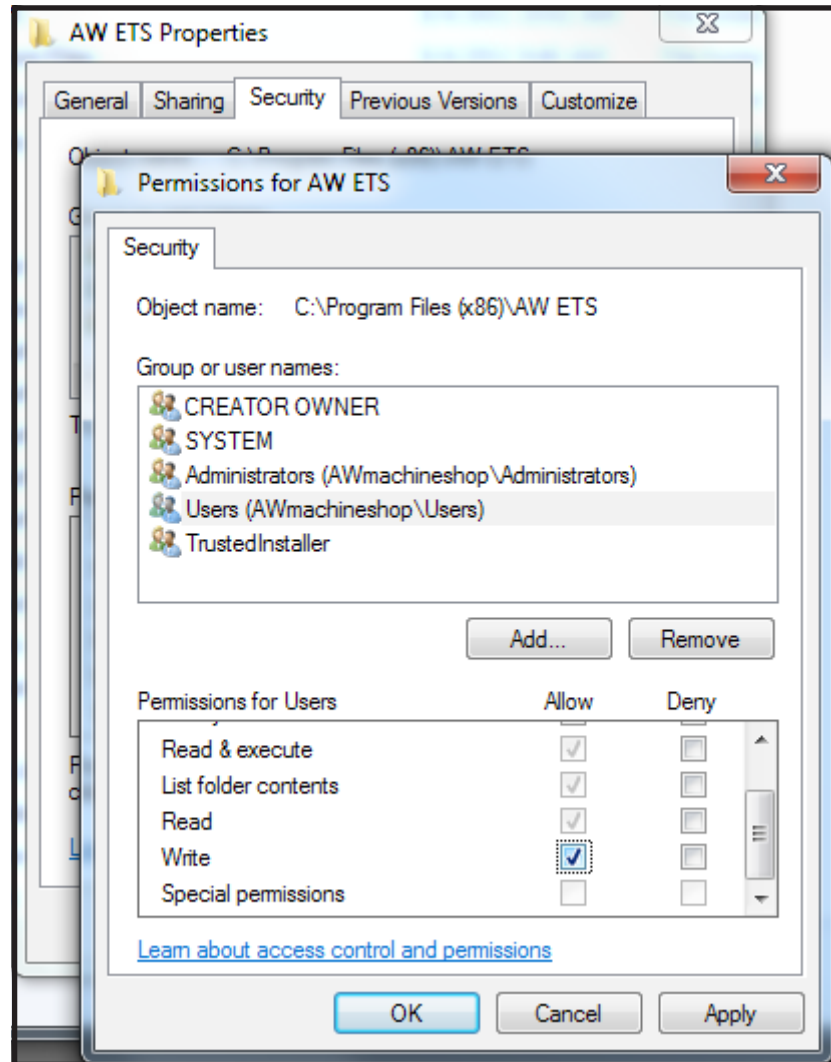 AW ETS Properties
General Sharing Security Previous Versions Customize
Permissions for AW ETS
Security
Object name: C:\Program Files (x86)\AW ETS
Group or user names:
CREATOR OWNER
SYSTEM
Administrators (AWmachineshop\Administrators)
Users (AWmachineshop\Users)
TrustedInstaller
Add... Remove
Permissions for Users Allow Deny
Read & execute
List folder contents
Read
Write
Special permissions
Learn about access control and permissions
OK Cancel Apply